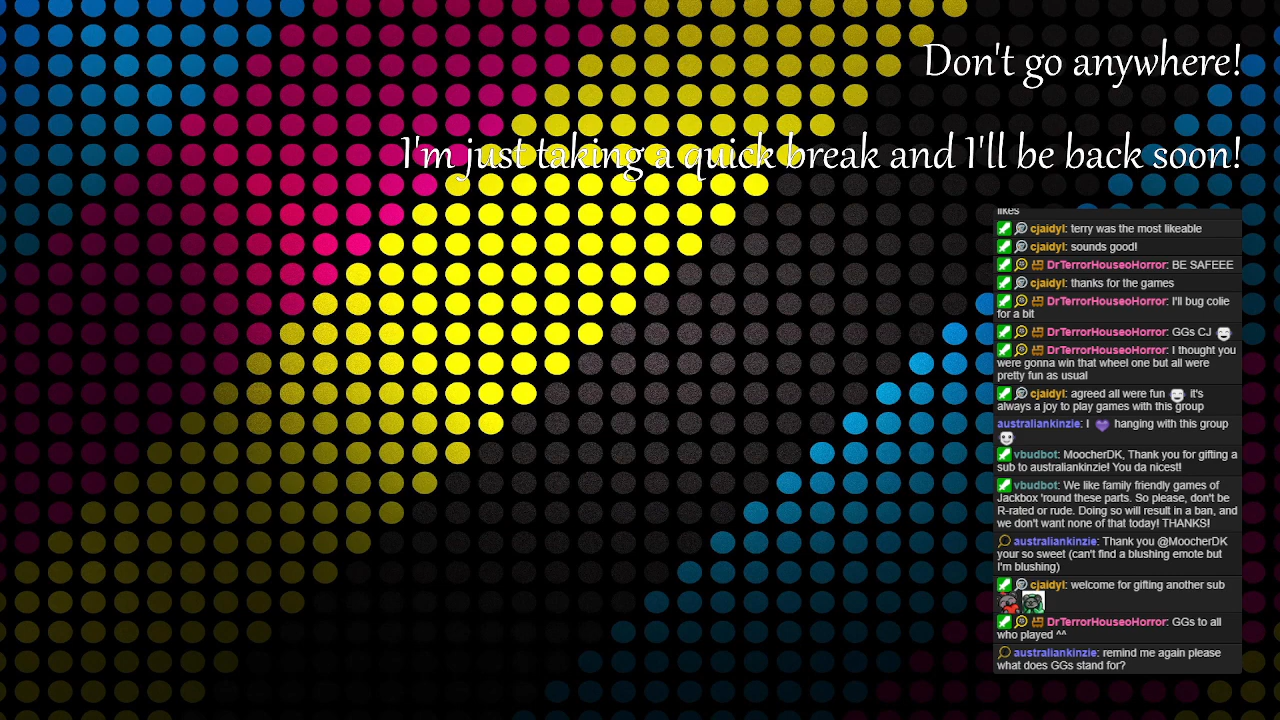 Don't go anywhere!
I'm just taking a quick break and I'll be back soon!
likes
cjaidyl: terry was the most likeable
cjaidyl: sounds good!
DrTerrorHouseoHorror: BE SAFEEE
cjaidyl: thanks for the games
DrTerrorHouseoHorror: I'll bug colie
for a bit
DrTerrorHouseoHorror: GGs CJ
DrTerrorHouseoHorror: I thought you
were gonna win that wheel one but all were
pretty fun as usual
cjaidyl: agreed all were fun it's
always a joy to play games with this group
australiankinzie: I hanging with this group
vbudbot: MoocherDK, Thank you for gifting a
sub to australiankinzie! You da nicest!
vbudbot: We like family friendly games of
Jackbox 'round these parts. So please, don't be
R-rated or rude. Doing so will result in a ban, and
we don't want none of that today! THANKS!
australiankinzie: Thank you @MoocherDK
your so sweet (can't find a blushing emote but
I'm blushing)
cjaidyl: welcome for gifting another sub
DrTerrorHouseoHorror: GGs to all
who played ^^
australiankinzie: remind me again please
what does GGs stand for?